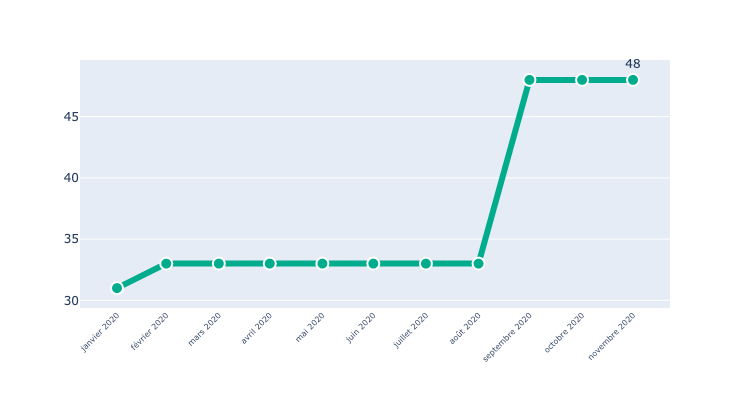 48
45
40
35
30
janvier 2020
février 2020
mars 2020
avril 2020
mai 2020
juin 2020
juillet 2020
août 2020
septembre 2020
octobre 2020
novembre 2020